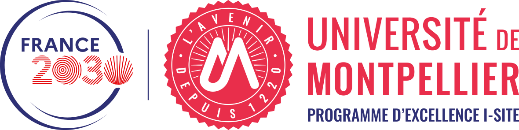 FRANCE
2030
L'AVENIR
DEPUIS 1220
UNIVERSITÉ DE
MONTPELLIER
PROGRAMME D'EXCELLENCE I-SITE